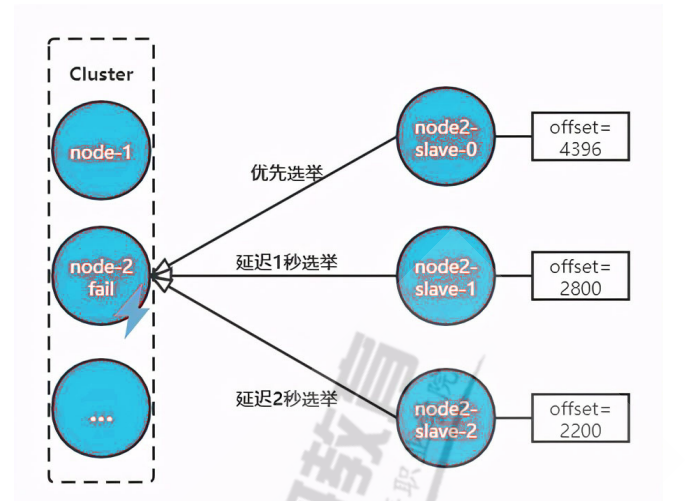 Cluster
node-1
node-2
fail
...
优先选举
延迟1秒选举
延迟2秒选举
node2-
slave-0
offset=
4396
node2-
slave-1
offset=
2800
node2-
slave-2
offset=
2200